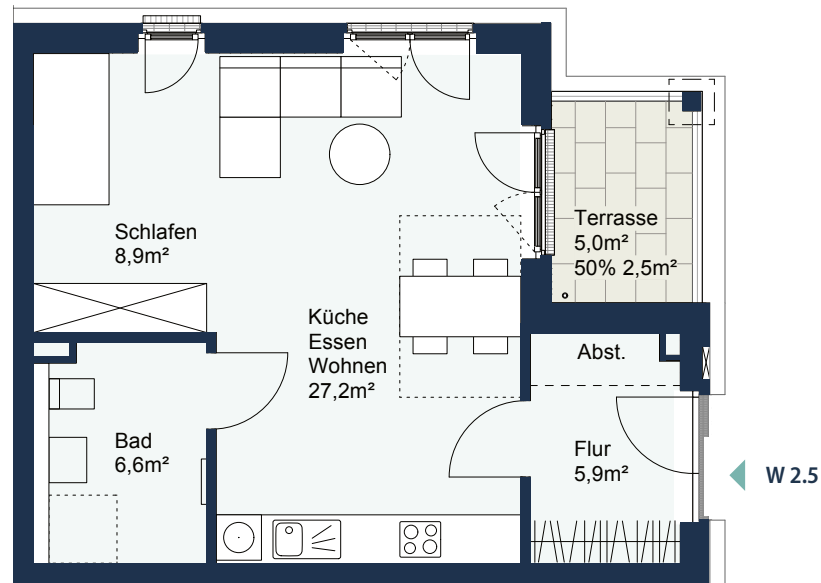 Schlafen
8,9m²
Terrasse
5,0m²
50% 2,5m²
Küche
Essen
Wohnen
27,2m²
Abst.
Bad
6,6m²
Flur
5,9m²
W 2.5